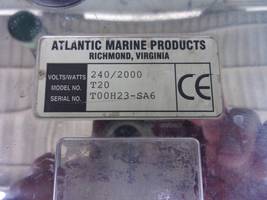 ATLANTIC MARINE PRODUCTS
RICHMOND, VIRGINIA
VOLTS/WATTS 240/2000
MODEL NO. T20
SERIAL NO. T00H23-SA6
CE